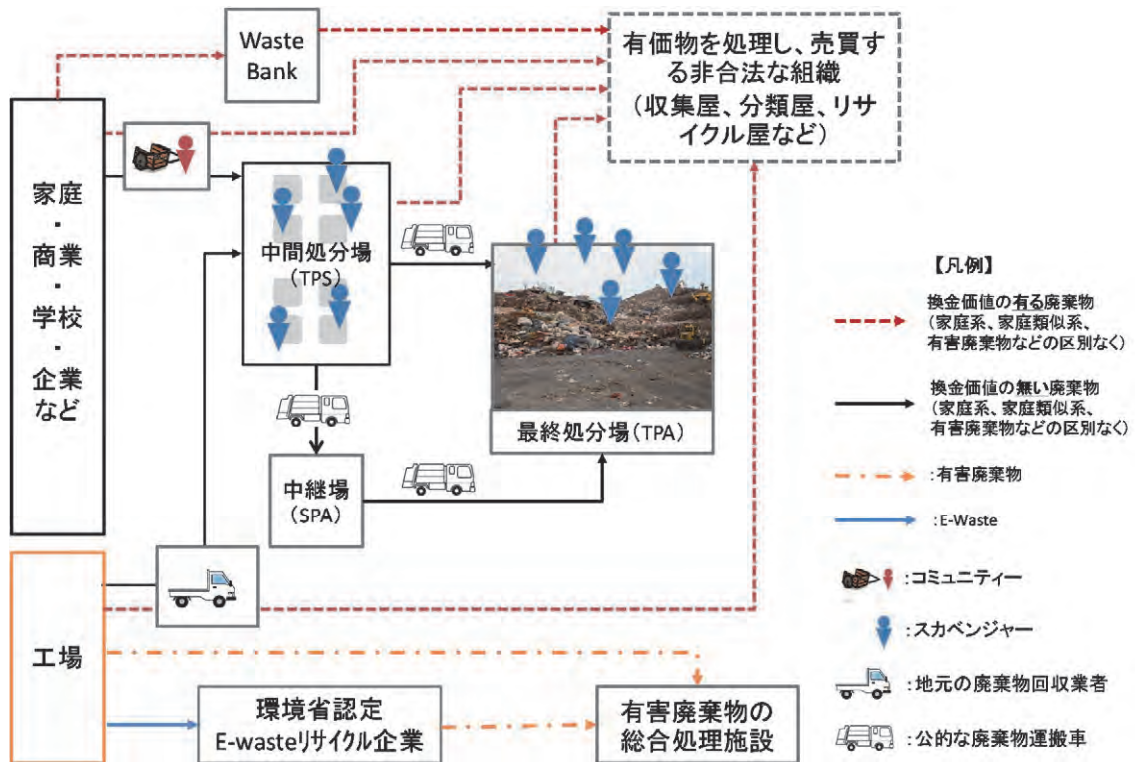 Waste
Bank
有価物を処理し、売買す
る非合法な組織
(収集屋、分類屋、リサ
イクル屋など)
家庭
・
商業
・
学校
・
企業
など
中間処分場
(TPS)
最終処分場(TPA)
中継場
(SPA)
工場
環境省認定
E-wasteリサイクル企業
有害廃棄物の
総合処理施設
【凡例】
換金価値の有る廃棄物
(家庭系、家庭類似系、
有害廃棄物などの区別なく)
換金価値の無い廃棄物
(家庭系、家庭類似系、
有害廃棄物などの区別なく)
:有害廃棄物
:E-Waste
:コミュニティー
:スカベンジャー
:地元の廃棄物回収業者
:公的な廃棄物運搬車